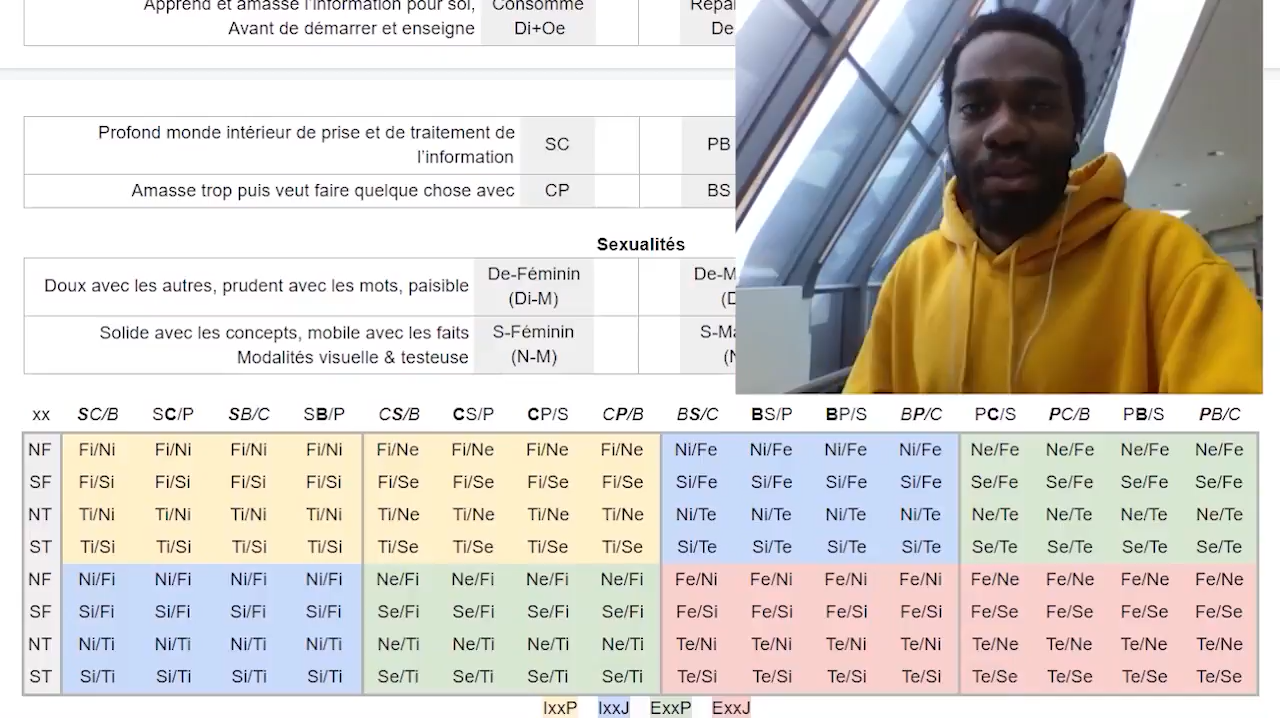 Apprend et amasse l'information pour soi,
Avant de démarrer et enseigne
Consomme
Di+Oe
De
Profond monde intérieur de prise et de traitement de
l'information
SC
PB
Amasse trop puis veut faire quelque chose avec
CP
BS
Sexualités
Doux avec les autres, prudent avec les mots, paisible
De-Féminin
(Di-M)
De-M
Solide avec les concepts, mobile avec les faits
Modalités visuelle & testeuse
S-Féminin
(N-M)
S-Ma
xx SC/B SC/P SB/C SB/P CS/B CS/P CP/S CP/B BS/C BS/P BP/S BP/C PC/S PC/B PB/S PB/C
NF Fi/Ni Fi/Ni Fi/Ni Fi/Ni Fi/Ne Fi/Ne Fi/Ne Fi/Ne Ni/Fe Ni/Fe Ni/Fe Ni/Fe Ne/Fe Ne/Fe Ne/Fe Ne/Fe
SF Fi/Si Fi/Si Fi/Si Fi/Si Fi/Se Fi/Se Fi/Se Fi/Se Si/Fe Si/Fe Si/Fe Si/Fe Se/Fe Se/Fe Se/Fe Se/Fe
NT Ti/Ni Ti/Ni Ti/Ni Ti/Ni Ti/Ne Ti/Ne Ti/Ne Ti/Ne Ni/Te Ni/Te Ni/Te Ni/Te Ne/Te Ne/Te Ne/Te Ne/Te
ST Ti/Si Ti/Si Ti/Si Ti/Si Ti/Se Ti/Se Ti/Se Ti/Se Si/Te Si/Te Si/Te Si/Te Se/Te Se/Te Se/Te Se/Te
NF Ni/Fi Ni/Fi Ni/Fi Ni/Fi Ne/Fi Ne/Fi Ne/Fi Ne/Fi Fe/Ni Fe/Ni Fe/Ni Fe/Ni Fe/Ne Fe/Ne Fe/Ne Fe/Ne
SF Si/Fi Si/Fi Si/Fi Si/Fi Se/Fi Se/Fi Se/Fi Se/Fi Fe/Si Fe/Si Fe/Si Fe/Si Fe/Se Fe/Se Fe/Se Fe/Se
NT Ni/Ti Ni/Ti Ni/Ti Ni/Ti Ne/Ti Ne/Ti Ne/Ti Ne/Ti Te/Ni Te/Ni Te/Ni Te/Ni Te/Ne Te/Ne Te/Ne Te/Ne
ST Si/Ti Si/Ti Si/Ti Si/Ti Se/Ti Se/Ti Se/Ti Se/Ti Te/Si Te/Si Te/Si Te/Si Te/Se Te/Se Te/Se Te/Se
IxxP IxxJ ExxP ExxJ